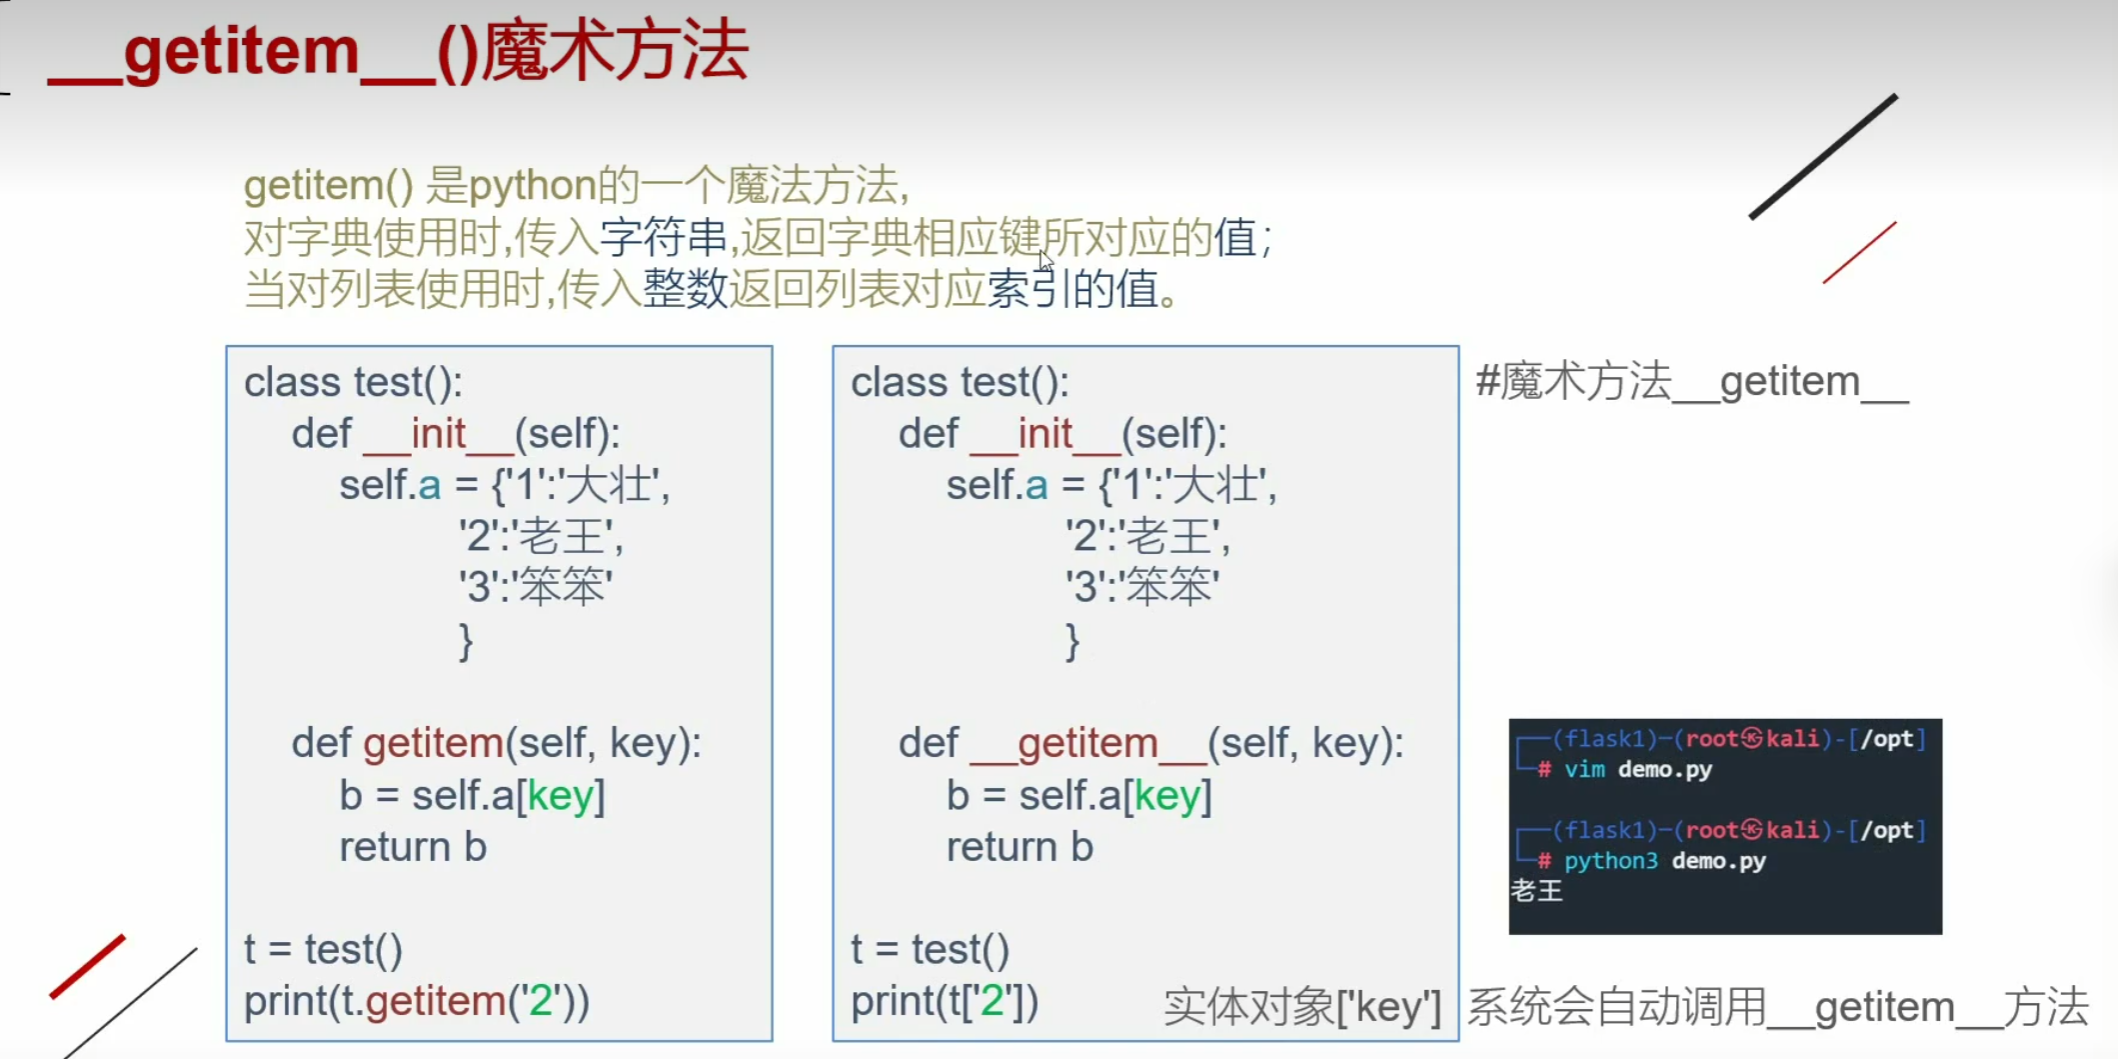 __getitem__()魔术方法
getitem() 是python的一个魔法方法,
对字典使用时,传入字符串,返回字典相应键所对应的值;
当对列表使用时,传入整数返回列表对应索引的值。
class test():
def __init__(self):
self.a = {'1':'大壮',
'2':'老王',
'3':'笨笨'
}
def getitem(self, key):
b = self.a[key]
return b
t = test()
print(t.getitem('2'))
class test():
def __init__(self):
self.a = {'1':'大壮',
'2':'老王',
'3':'笨笨'
}
def __getitem__(self, key):
b = self.a[key]
return b
t = test()
print(t['2'])
实体对象['key'] 系统会自动调用__getitem__方法
#魔术方法__getitem__
(flask1)-(root㉿kali)-[/opt]
# vim demo.py
(flask1)-(root㉿kali)-[/opt]
# python3 demo.py
老王